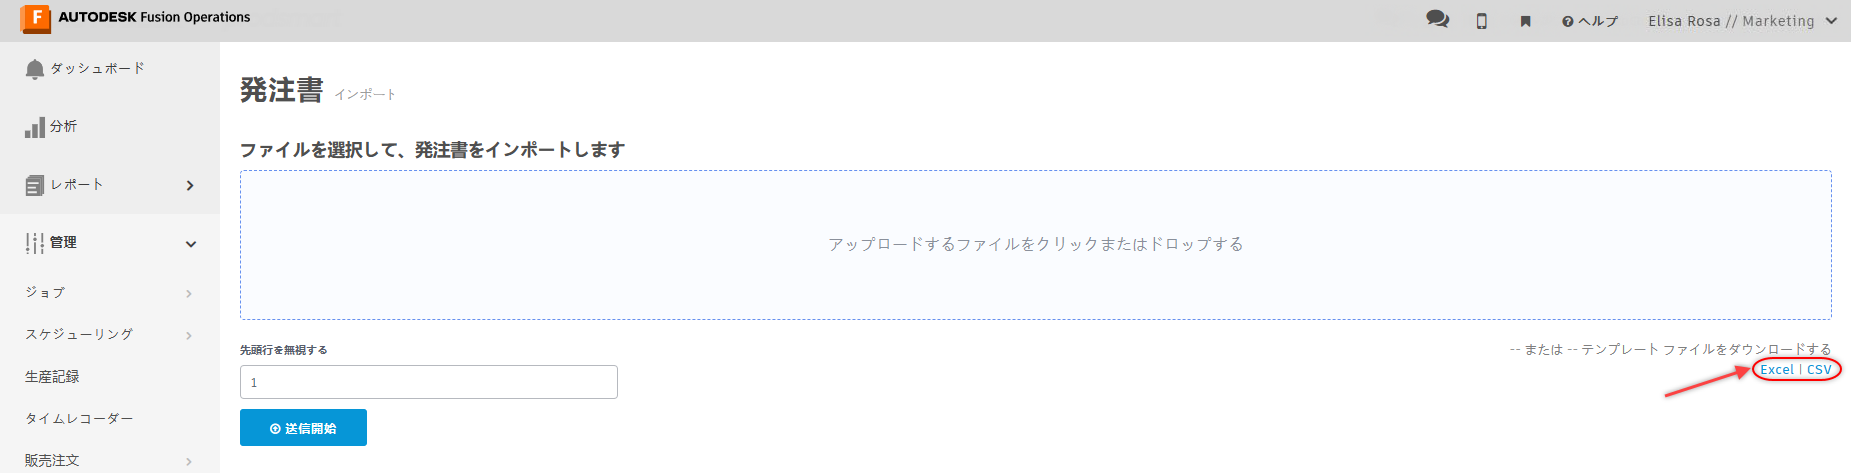 AUTODESK Fusion Operations
ヘルプ
Elisa Rosa // Marketing
ダッシュボード
分析
レポート
管理
ジョブ
スケジューリング
生産記録
タイムレコーダー
販売注文
発注書 インポート
ファイルを選択して、発注書をインポートします
アップロードするファイルをクリックまたはドロップする
先頭行を無視する
1
送信開始
-- または -- テンプレート ファイルをダウンロードする
Excel | CSV